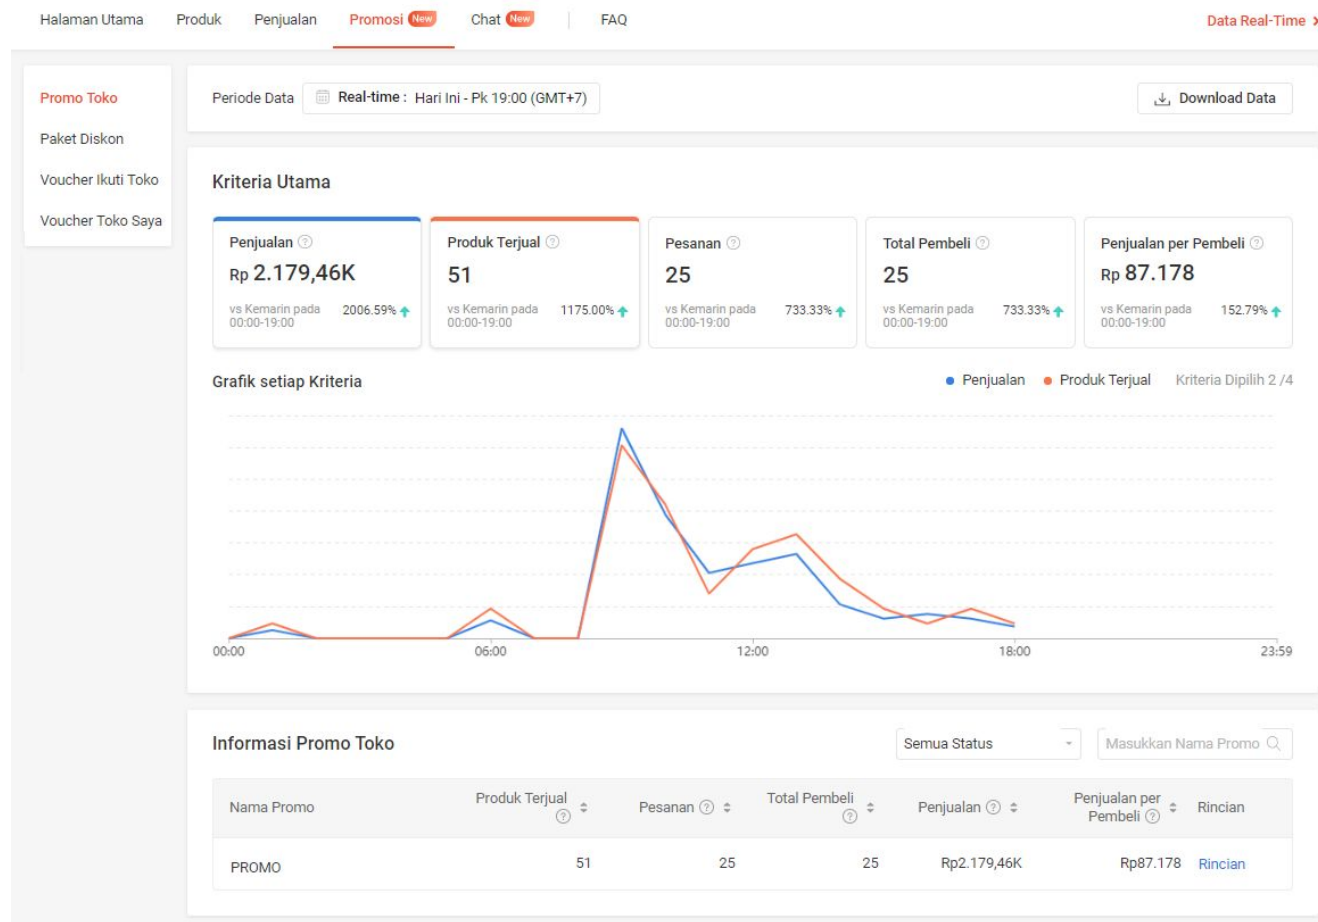 Halaman Utama Produk Penjualan Promosi New Chat New FAQ Data Real-Time
Promo Toko
Paket Diskon
Voucher Ikuti Toko
Voucher Toko Saya
Periode Data Real-time : Hari Ini - Pk 19:00 (GMT+7) Download Data
Kriteria Utama
Penjualan ?
Rp 2.179,46K
vs Kemarin pada
00:00-19:00
2006.59%
Produk Terjual ?
51
vs Kemarin pada
00:00-19:00
1175.00%
Pesanan ?
25
vs Kemarin pada
00:00-19:00
733.33%
Total Pembeli ?
25
vs Kemarin pada
00:00-19:00
733.33%
Penjualan per Pembeli ?
Rp 87.178
vs Kemarin pada
00:00-19:00
152.79%
Grafik setiap Kriteria Penjualan Produk Terjual Kriteria Dipilih 2 /4
00:00 06:00 12:00 18:00 23:59
Informasi Promo Toko Semua Status Masukkan Nama Promo
Nama Promo
Produk Terjual
?
Pesanan ?
Total Pembeli
?
Penjualan ?
Penjualan per
Pembeli ?
Rincian
PROMO 51 25 25 Rp2.179,46K Rp87.178 Rincian